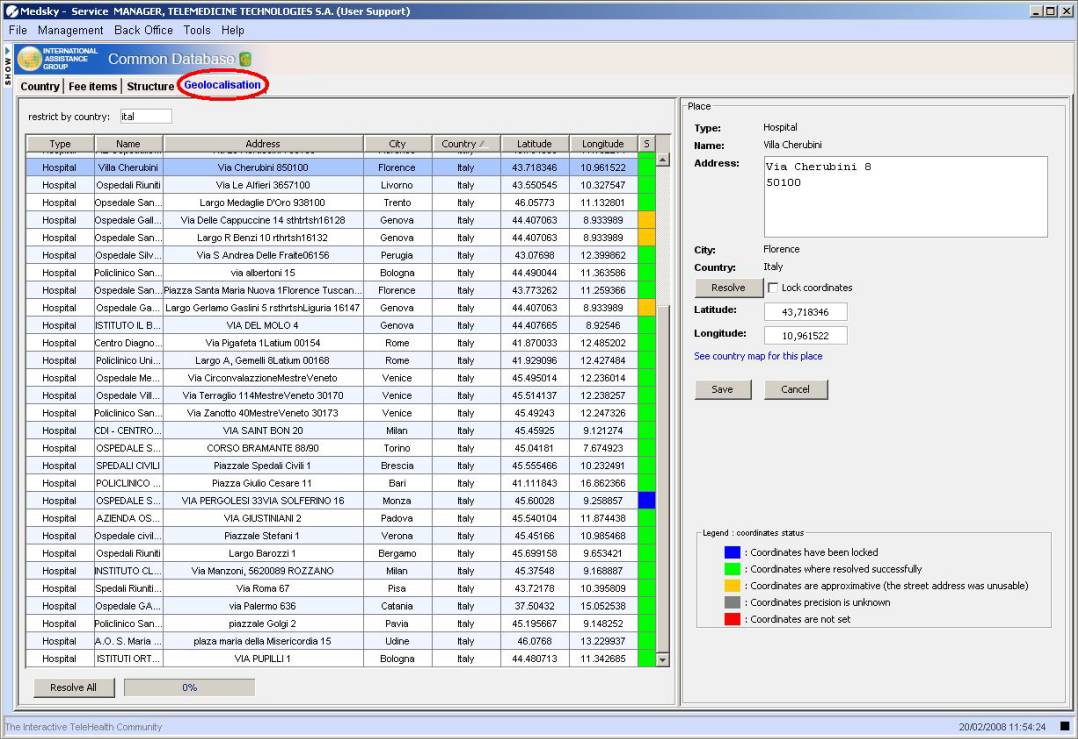 Medsky - Service MANAGER, TELEMEDICINE TECHNOLOGIES S.A. (User Support)
File Management Back Office Tools Help
SHOW
INTERNATIONAL
ASSISTANCE
GROUP
Common Database
Country Fee items Structure Geolocalisation
restrict by country: ital
Type Name Address City Country Latitude Longitude S
Hospital Villa Cherubini Via Cherubini 850100 Florence Italy 43.718346 10.961522
Hospital Ospedali Riuniti Via Le Alfieri 3657100 Livorno Italy 43.550545 10.327547
Hospital Opsedale San... Largo Medaglie D'Oro 938100 Trento Italy 46.05773 11.132801
Hospital Ospedale Gall... Via Delle Cappuccine 14 sthtrtsh16128 Genova Italy 44.407063 8.933989
Hospital Ospedale San... Largo R Benzi 10 rthrtsh16132 Genova Italy 44.407063 8.933989
Hospital Ospedale Silv... Via S Andrea Delle Fraite06156 Perugia Italy 43.07698 12.399862
Hospital Policlinico San... via albertoni 15 Bologna Italy 44.490044 11.363586
Hospital Ospedale San... Piazza Santa Maria Nuova 1Florence Tuscan... Florence Italy 43.773262 11.259366
Hospital Ospedale Ga... Largo Gerlamo Gaslini 5 rsthtrtshLiguria 16147 Genova Italy 44.407063 8.933989
Hospital ISTITUTO IL B... VIA DEL MOLO 4 Genova Italy 44.407665 8.92546
Hospital Centro Diagno... Via Pigafeta 1Latium 00154 Rome Italy 41.870033 12.485202
Hospital Policlinico Uni... Largo A, Gemelli 8Latium 00168 Rome Italy 41.929096 12.427484
Hospital Ospedale Me... Via CirconvalazzioneMestreVeneto Venice Italy 45.495014 12.236014
Hospital Ospedale Vill... Via Terraglio 114MestreVeneto 30170 Venice Italy 45.514137 12.238257
Hospital Policlinico San... Via Zanotto 40MestreVeneto 30173 Venice Italy 45.49243 12.247326
Hospital CDI - CENTRO... VIA SAINT BON 20 Milan Italy 45.45925 9.121274
Hospital OSPEDALE S... CORSO BRAMANTE 88/90 Torino Italy 45.04181 7.674923
Hospital SPEDALI CIVILI Piazzale Spedali Civili 1 Brescia Italy 45.555466 10.232491
Hospital POLICLINICO ... Piazza Giulio Cesare 11 Bari Italy 41.111843 16.862366
Hospital OSPEDALE S... VIA PERGOLESI 33VIA SOLFERINO 16 Monza Italy 45.60028 9.258857
Hospital AZIENDA OS... VIA GIUSTINIANI 2 Padova Italy 45.540104 11.874438
Hospital Ospedale civil... Piazzale Stefani 1 Verona Italy 45.45166 10.985468
Hospital Ospedali Riuniti Largo Barozzi 1 Bergamo Italy 45.699158 9.653421
Hospital INSTITUTO CL... Via Manzoni, 5620089 ROZZANO Milan Italy 45.37548 9.168887
Hospital Spedali Riuniti... Via Roma 67 Pisa Italy 43.72178 10.395809
Hospital Ospedale GA... via Palermo 636 Catania Italy 37.50432 15.052538
Hospital Policlinico San... piazzale Golgi 2 Pavia Italy 45.195667 9.148252
Hospital A.O. S. Maria ... plaza maria della Misericordia 15 Udine Italy 46.0768 13.229937
Hospital ISTITUTI ORT... VIA PUPILLI 1 Bologna Italy 44.480713 11.342685
Resolve All 0%
Place
Type: Hospital
Name: Villa Cherubini
Address: Via Cherubini 8
50100
City: Florence
Country: Italy
Resolve Lock coordinates
Latitude: 43,718346
Longitude: 10,961522
See country map for this place
Save Cancel
Legend : coordinates status
: Coordinates have been locked
: Coordinates where resolved successfully
: Coordinates are approximative (the street address was unusable)
: Coordinates precision is unknown
: Coordinates are not set
The Interactive TeleHealth Community 20/02/2008 11:54:24